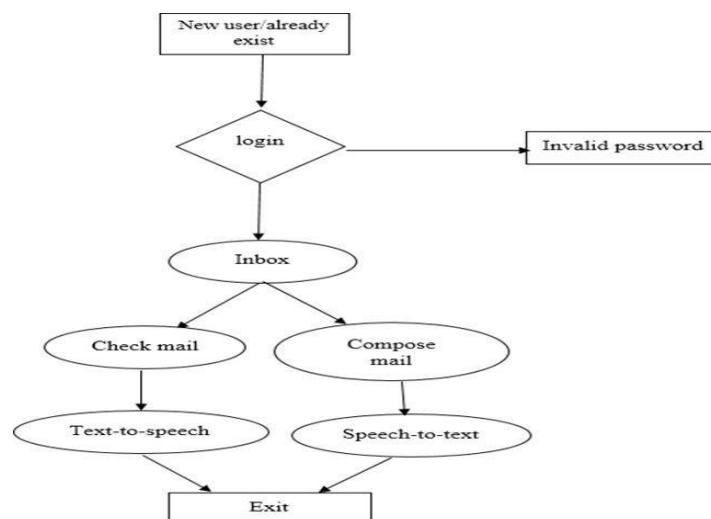 New user/already
exist
login
Invalid password
Inbox
Check mail
Compose
mail
Text-to-speech
Speech-to-text
Exit